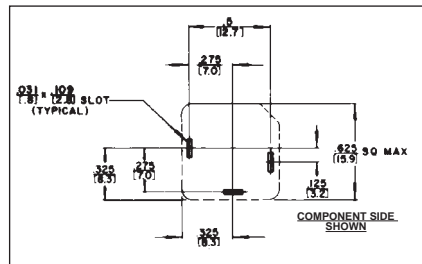 .5
[12.7]
.275
[7.0]
.031 x .109 SLOT
[.8] [2.8]
(TYPICAL)
.625 SQ MAX
[15.9]
.325
[8.3]
.275
[7.0]
.125
[3.2]
.325
[8.3]
COMPONENT SIDE
SHOWN